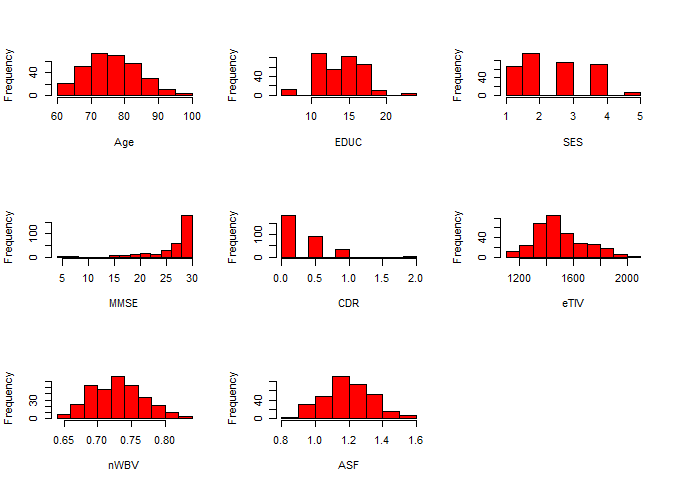 Frequency
0 40
60 70 80 90 100
Age
Frequency
0 40
10 15 20
EDUC
Frequency
0 40
1 2 3 4 5
SES
Frequency
0 100
5 10 15 20 25 30
MMSE
Frequency
0 100
0.0 0.5 1.0 1.5 2.0
CDR
Frequency
0 40
1200 1600 2000
eTIV
Frequency
0 30
0.65 0.70 0.75 0.80
nWBV
Frequency
0 40
0.8 1.0 1.2 1.4 1.6
ASF